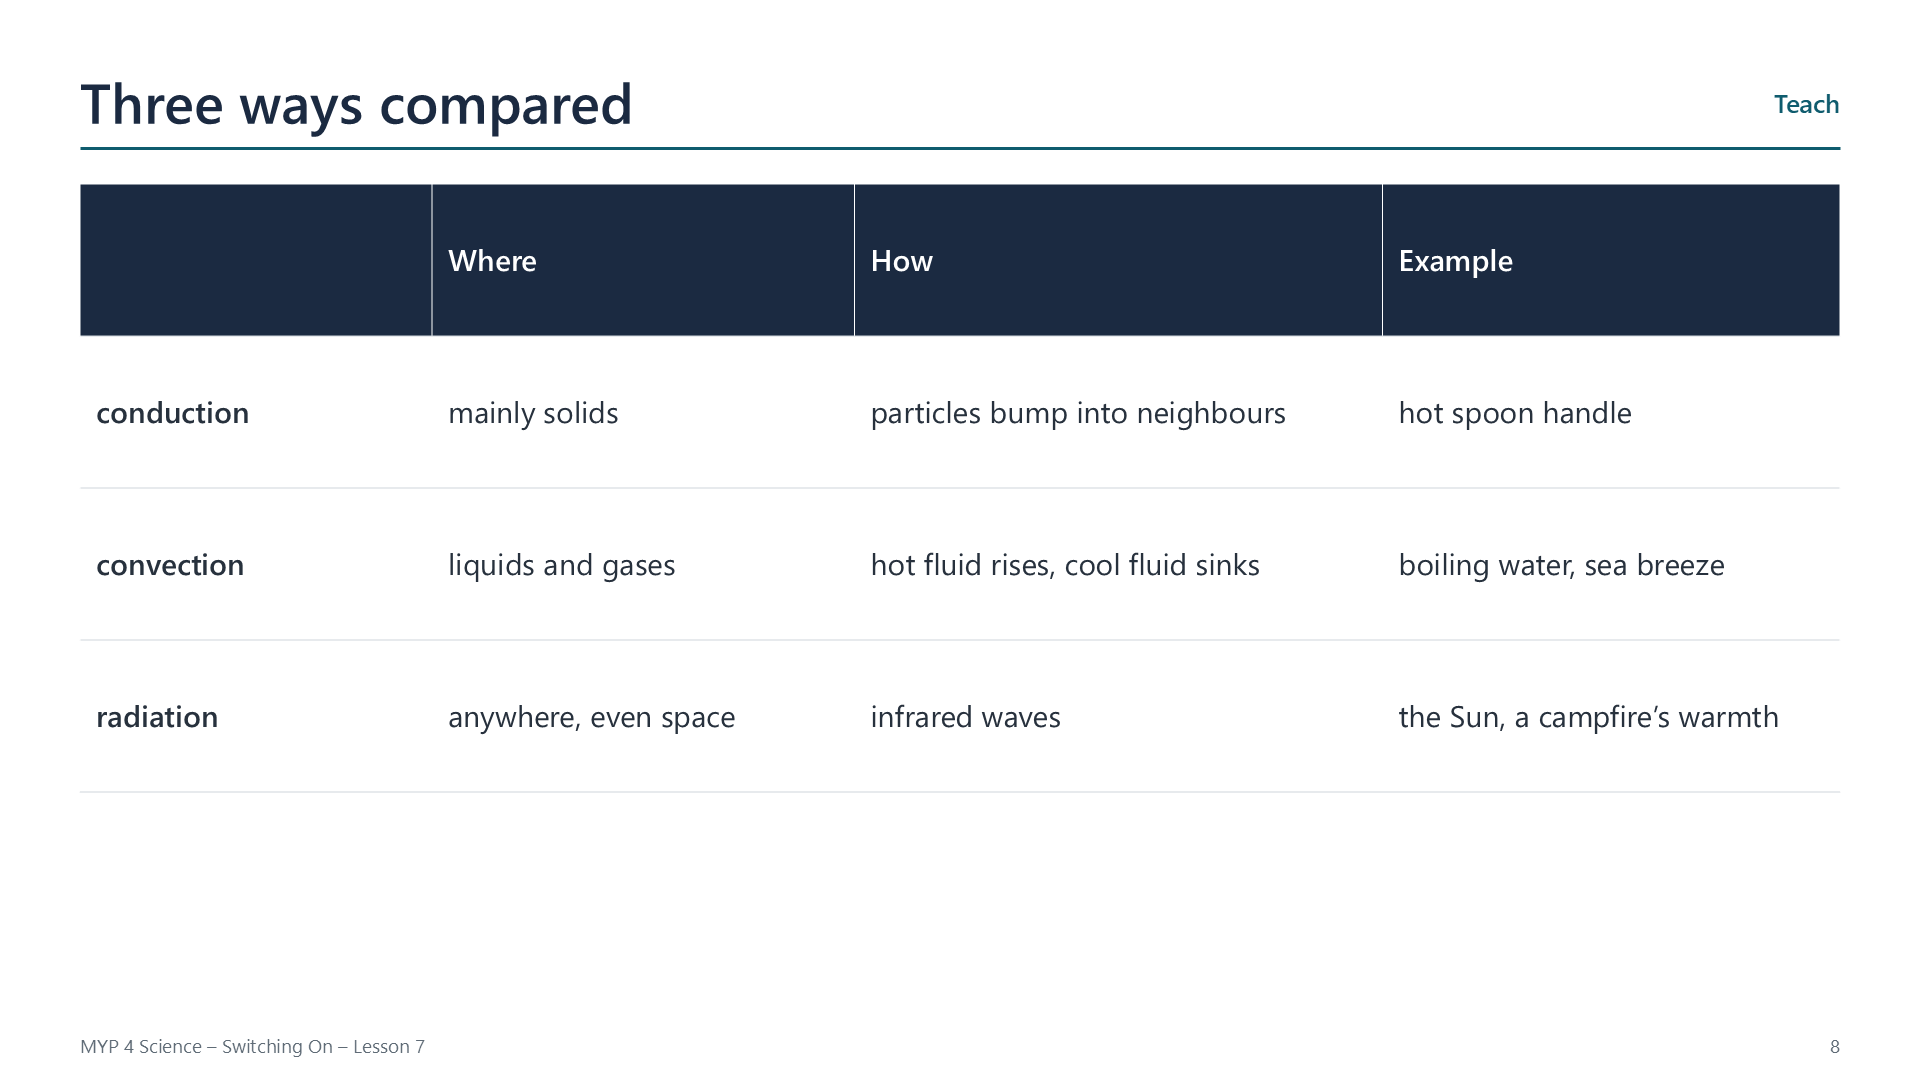 Three ways compared
Teach
Where How Example
conduction mainly solids particles bump into neighbours hot spoon handle
convection liquids and gases hot fluid rises, cool fluid sinks boiling water, sea breeze
radiation anywhere, even space infrared waves the Sun, a campfire’s warmth
MYP 4 Science – Switching On – Lesson 7
8